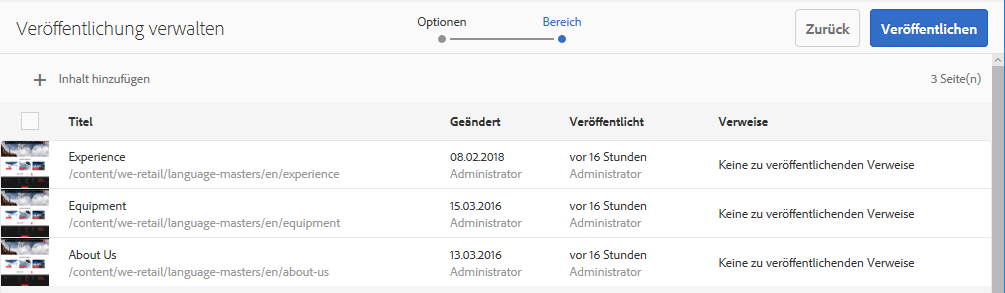 Veröffentlichung verwalten
Optionen
Bereich
Zurück
Veröffentlichen
+ Inhalt hinzufügen
3 Seite(n)
Titel Geändert Veröffentlicht Verweise
Experience 08.02.2018 vor 16 Stunden
/content/we-retail/language-masters/en/experience Administrator Administrator
Keine zu veröffentlichenden Verweise
Equipment 15.03.2016 vor 16 Stunden
/content/we-retail/language-masters/en/equipment Administrator Administrator
Keine zu veröffentlichenden Verweise
About Us 13.03.2016 vor 16 Stunden
/content/we-retail/language-masters/en/about-us Administrator Administrator
Keine zu veröffentlichenden Verweise